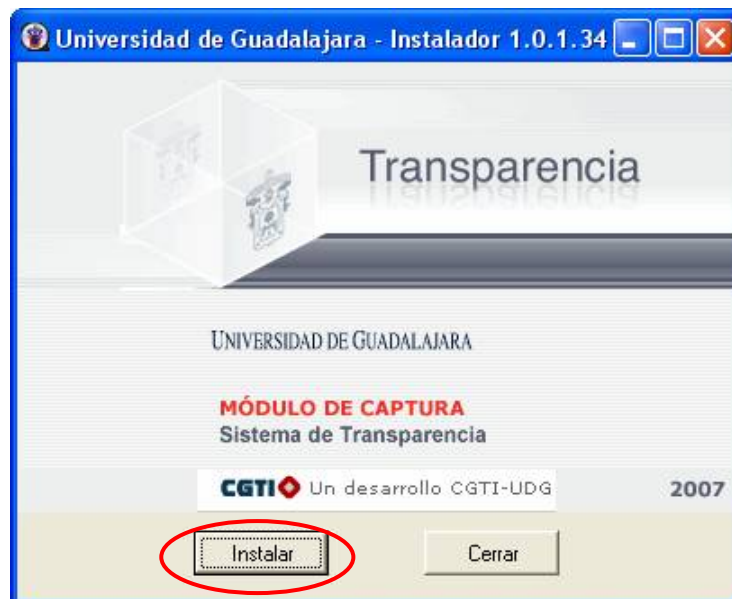 Universidad de Guadalajara - Instalador 1.0.1.34
Transparencia
UNIVERSIDAD DE GUADALAJARA
MÓDULO DE CAPTURA
Sistema de Transparencia
CGTI Un desarrollo CGTI-UDG 2007
Instalar Cerrar